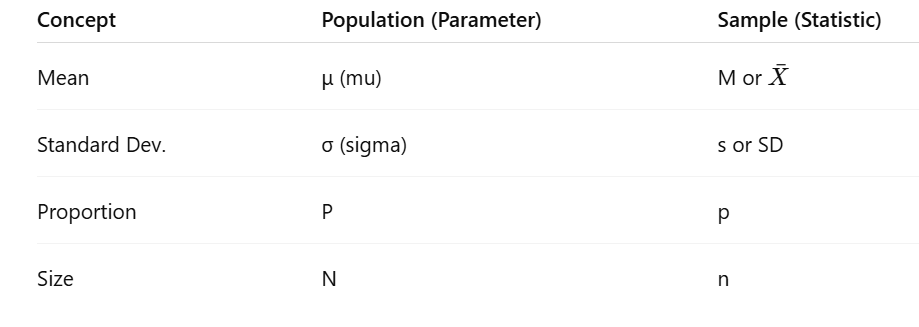 Concept Population (Parameter) Sample (Statistic)
Mean μ (mu) M or X̄
Standard Dev. σ (sigma) s or SD
Proportion P p
Size N n